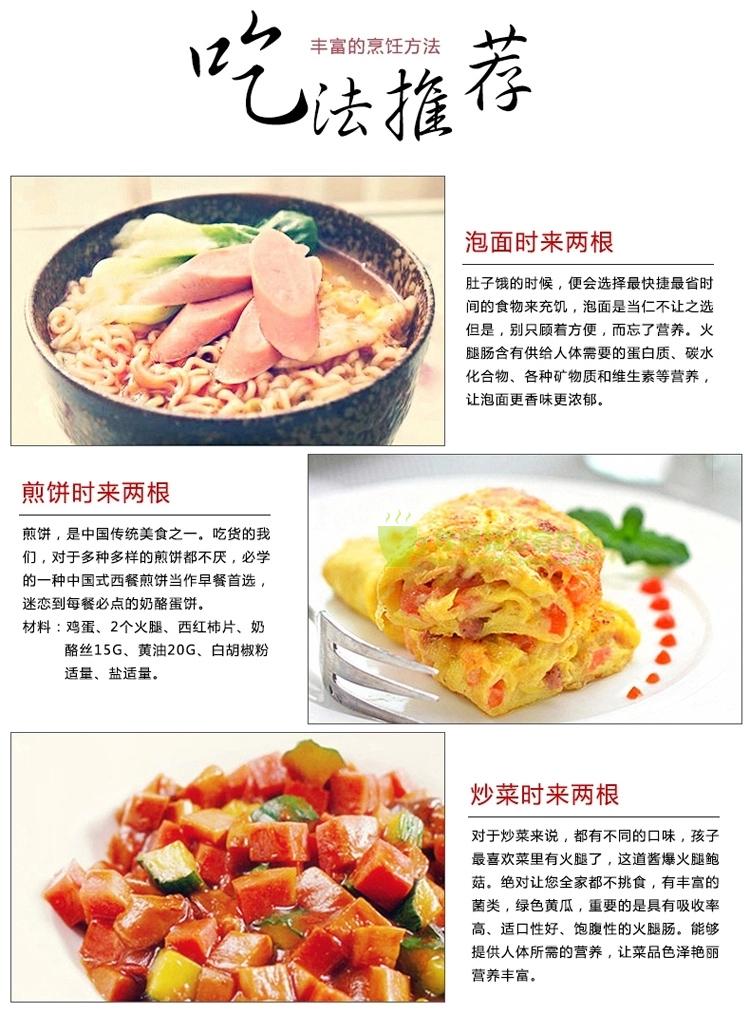 丰富的烹饪方法
吃法推荐
泡面时来两根
肚子饿的时候，便会选择最快捷最省时
间的食物来充饥，泡面是当仁不让之选
但是，别只顾着方便，而忘了营养。火
腿肠含有供给人体需要的蛋白质、碳水
化合物、各种矿物质和维生素等营养，
让泡面更香味更浓郁。
煎饼时来两根
煎饼，是中国传统美食之一。吃货的我
们，对于多种多样的煎饼都不厌，必学
的一种中国式西餐煎饼当作早餐首选，
迷恋到每餐必点的奶酪蛋饼。
材料：鸡蛋、2个火腿、西红柿片、奶
酪丝15G、黄油20G、白胡椒粉
适量、盐适量。
炒菜时来两根
对于炒菜来说，都有不同的口味，孩子
最喜欢菜里有火腿了，这道酱爆火腿鲍
菇。绝对让您全家都不挑食，有丰富的
菌类，绿色黄瓜，重要的是具有吸收率
高、适口性好、饱腹性的火腿肠。能够
提供人体所需的营养，让菜品色泽艳丽
营养丰富。